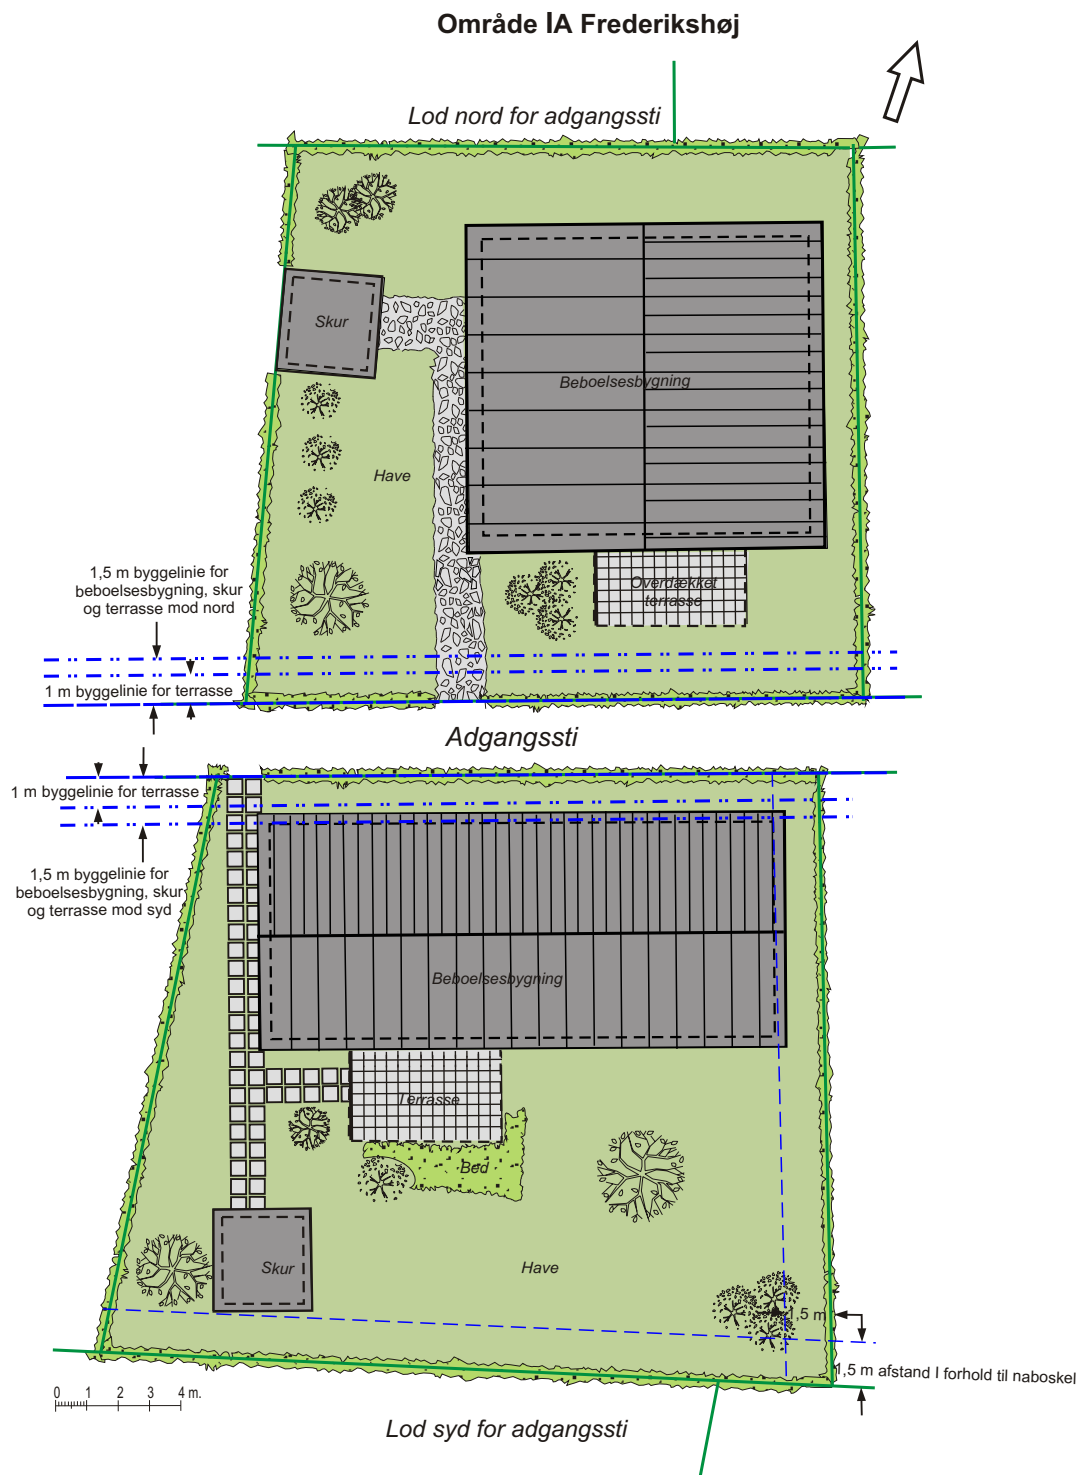 Område IA Frederikshøj
Lod nord for adgangssti
Skur
Beboelsesbygning
Have
Overdækket
terrasse
1,5 m byggelinie for
beboelsesbygning, skur
og terrasse mod nord
1 m byggelinie for terrasse
Adgangssti
1 m byggelinie for terrasse
1,5 m byggelinie for
beboelsesbygning, skur
og terrasse mod syd
Beboelsesbygning
Terrasse
Bed
Skur
Have
1,5 m
1,5 m afstand I forhold til naboskel
0 1 2 3 4 m.
Lod syd for adgangssti